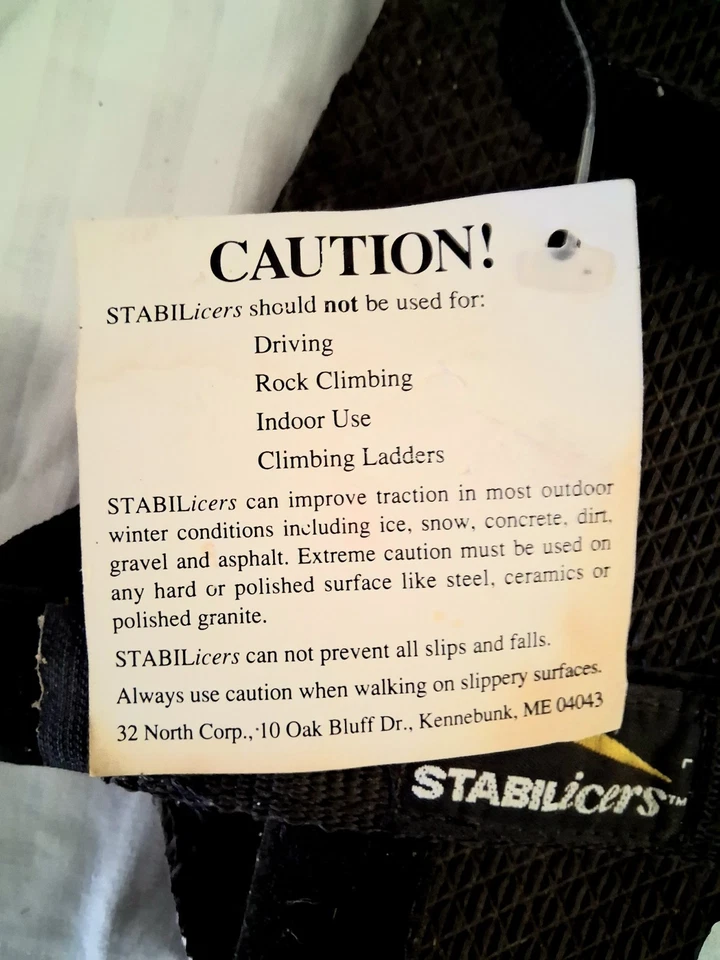 CAUTION!
STABILicers should not be used for:
Driving
Rock Climbing
Indoor Use
Climbing Ladders
STABILicers can improve traction in most outdoor
winter conditions including ice, snow, concrete, dirt,
gravel and asphalt. Extreme caution must be used on
any hard or polished surface like steel, ceramics or
polished granite.
STABILicers can not prevent all slips and falls.
Always use caution when walking on slippery surfaces.
32 North Corp., 10 Oak Bluff Dr., Kennebunk, ME 04043
STABILicers™